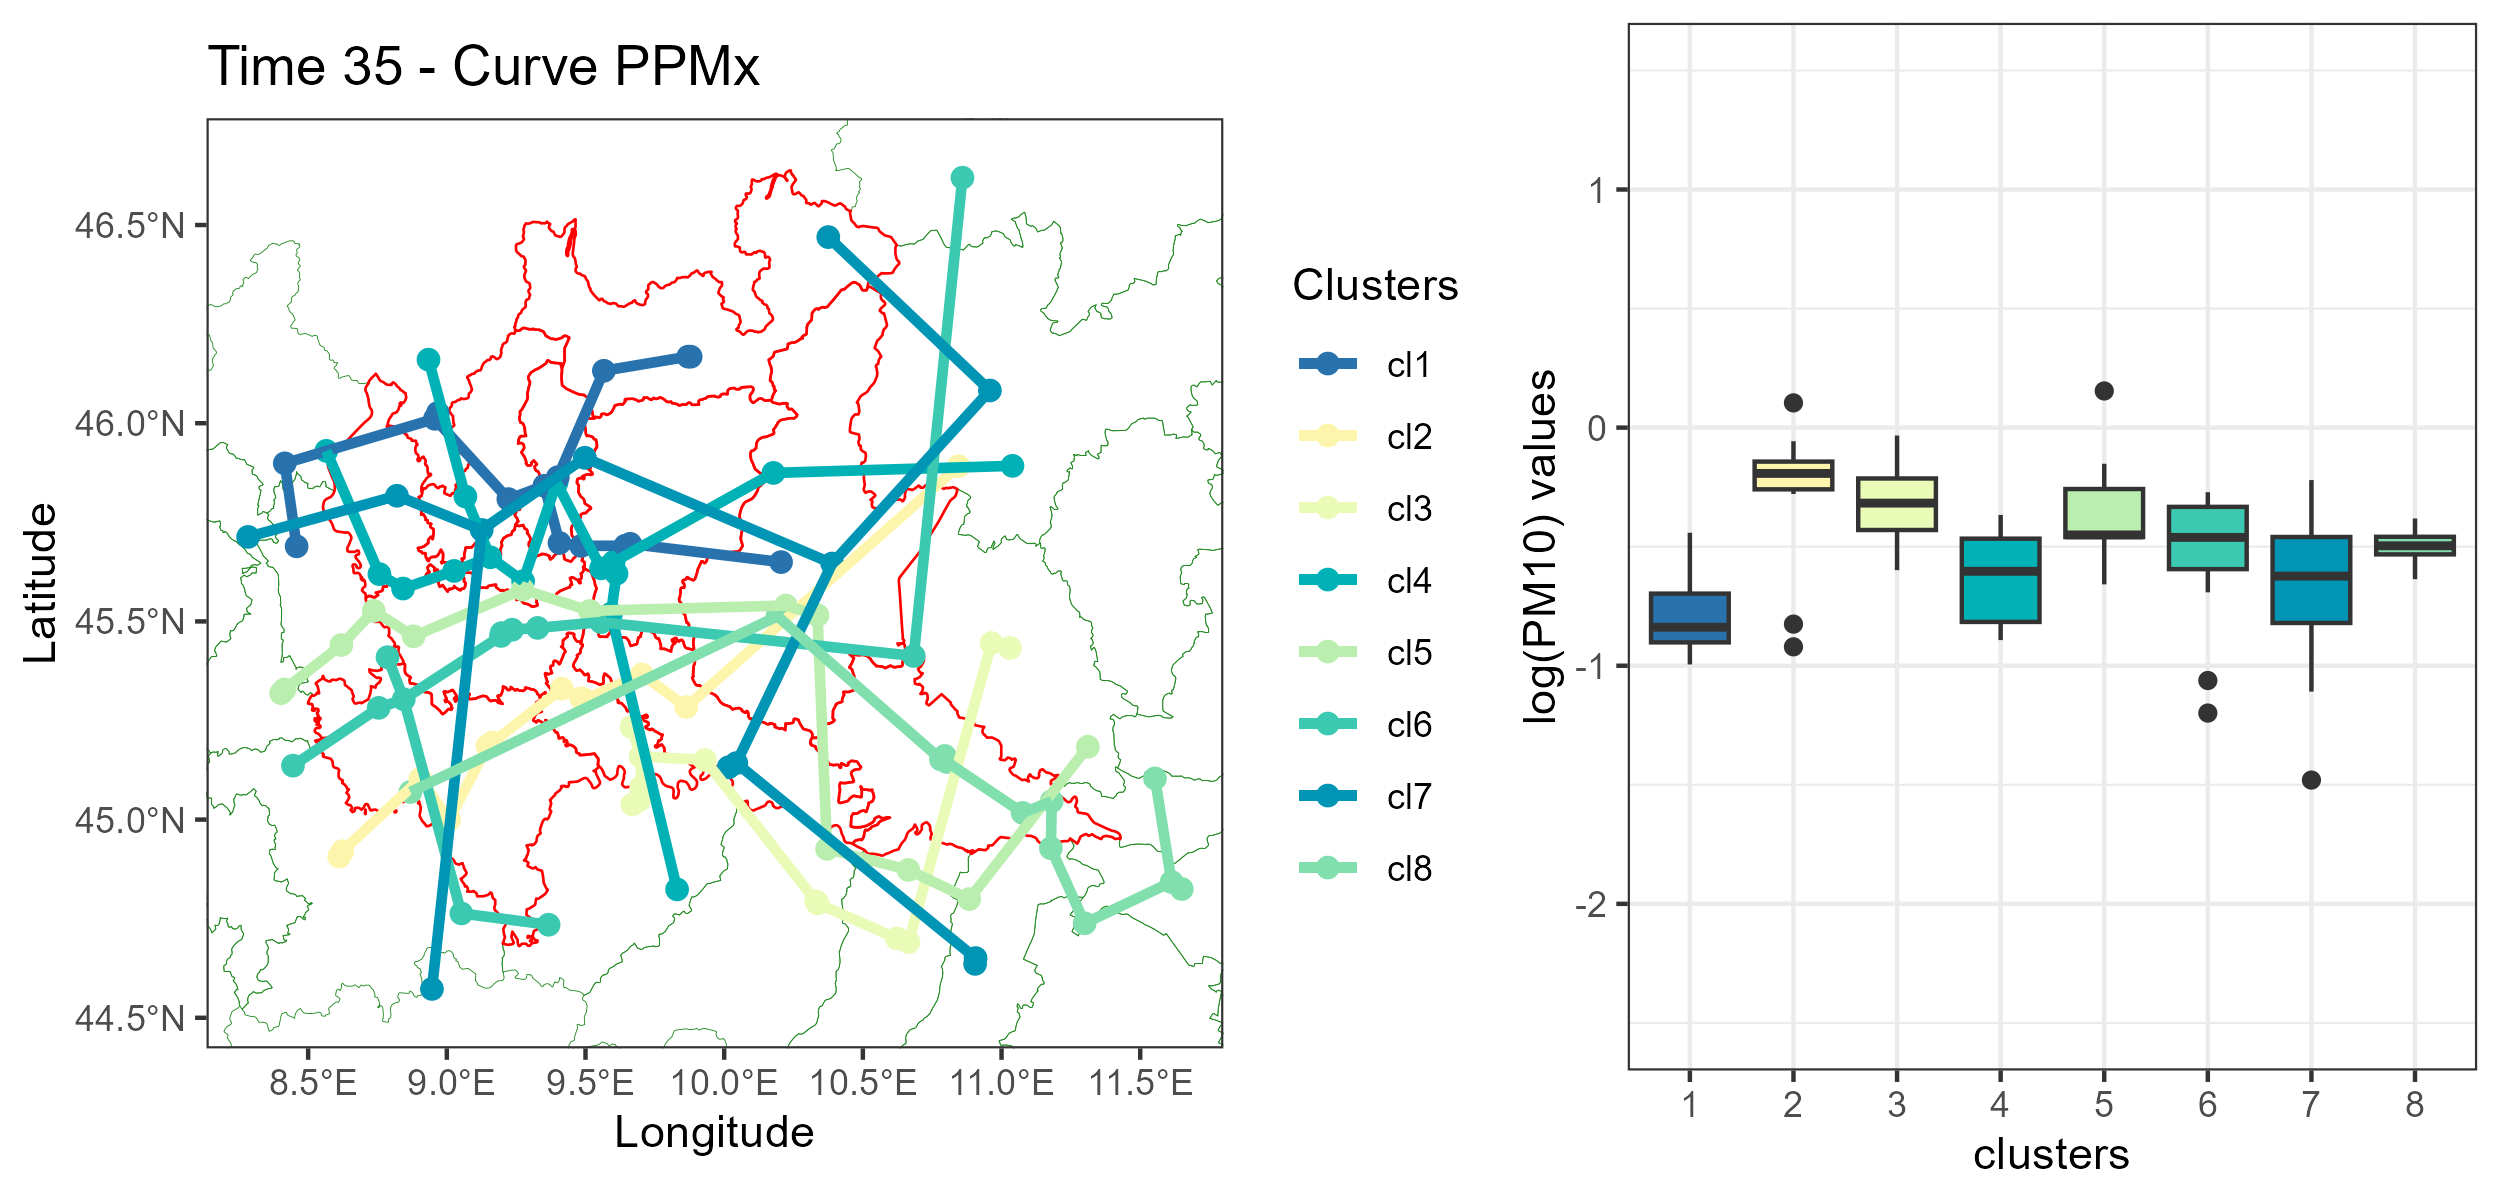 Time 35 - Curve PPMx
46.5°N
46.0°N
45.5°N
45.0°N
44.5°N
Latitude
8.5°E
9.0°E
9.5°E
10.0°E
10.5°E
11.0°E
11.5°E
Longitude
Clusters
cl1
cl2
cl3
cl4
cl5
cl6
cl7
cl8
log(PM10) values
1
0
-1
-2
1
2
3
4
5
6
7
8
clusters